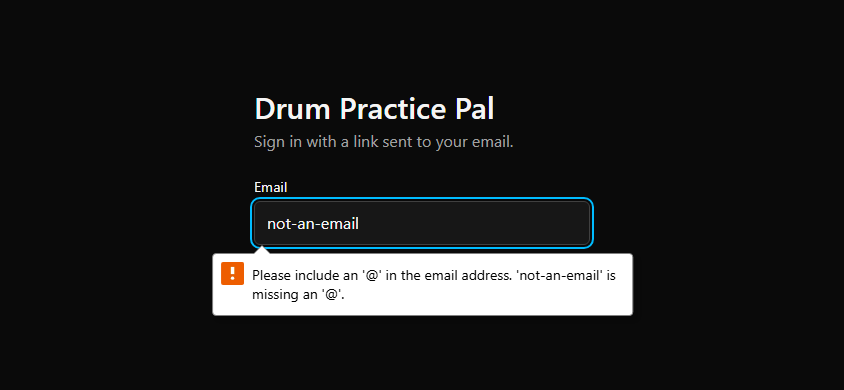 Drum Practice Pal
Sign in with a link sent to your email.
Email
not-an-email
Please include an '@' in the email address. 'not-an-email' is
missing an '@'.